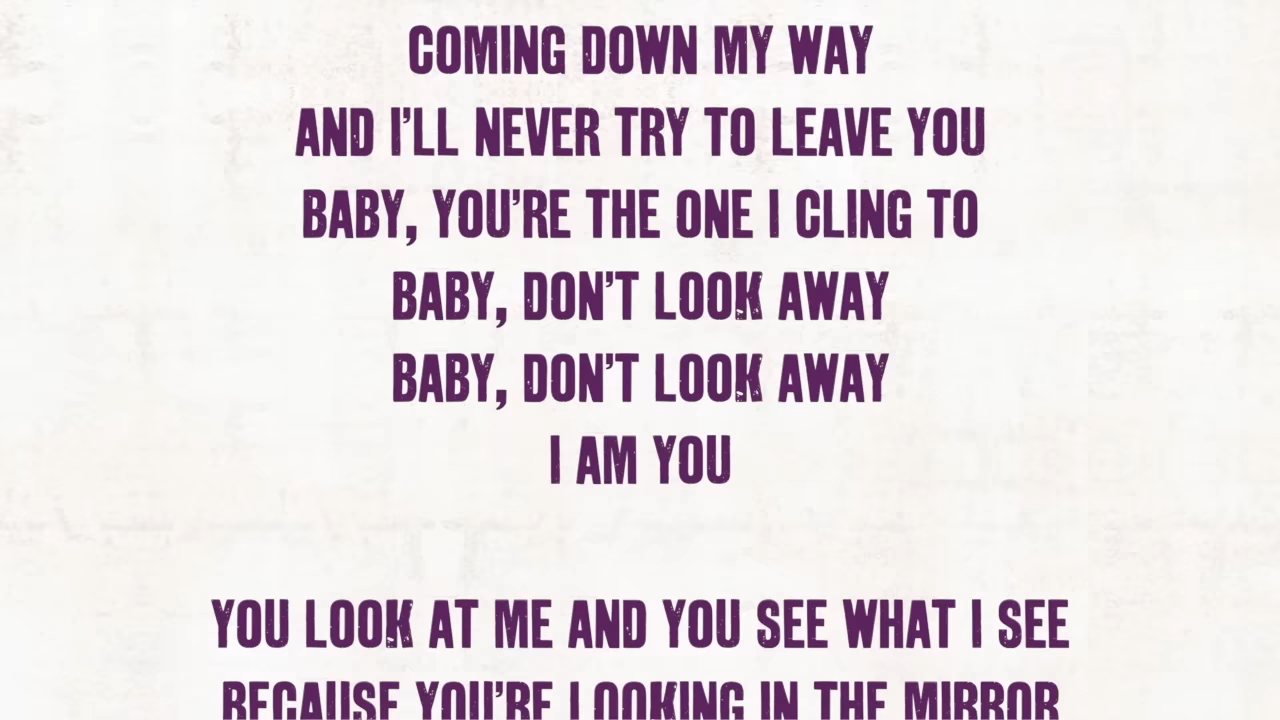 COMING DOWN MY WAY
AND I'LL NEVER TRY TO LEAVE YOU
BABY, YOU'RE THE ONE I CLING TO
BABY, DON'T LOOK AWAY
BABY, DON'T LOOK AWAY
I AM YOU
YOU LOOK AT ME AND YOU SEE WHAT I SEE
BECAUSE YOU'RE LOOKING IN THE MIRROR